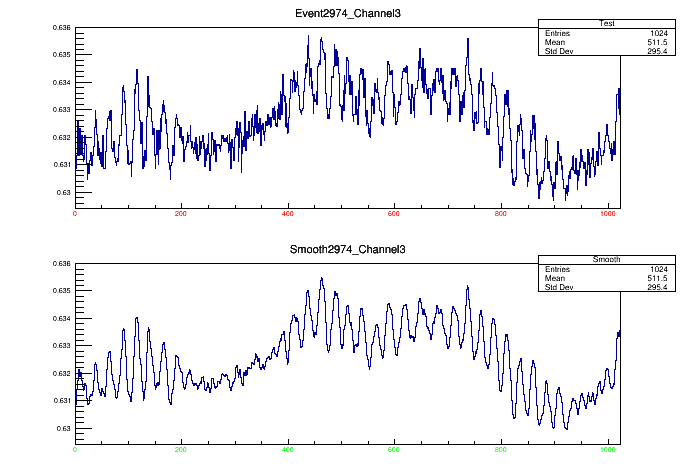 Event2974_Channel3
Test
Entries 1024
Mean 511.5
Std Dev 295.4
0.636
0.635
0.634
0.633
0.632
0.631
0.63
0 200 400 600 800 1000
Smooth2974_Channel3
Smooth
Entries 1024
Mean 511.5
Std Dev 295.4
0.636
0.635
0.634
0.633
0.632
0.631
0.63
0 200 400 600 800 1000